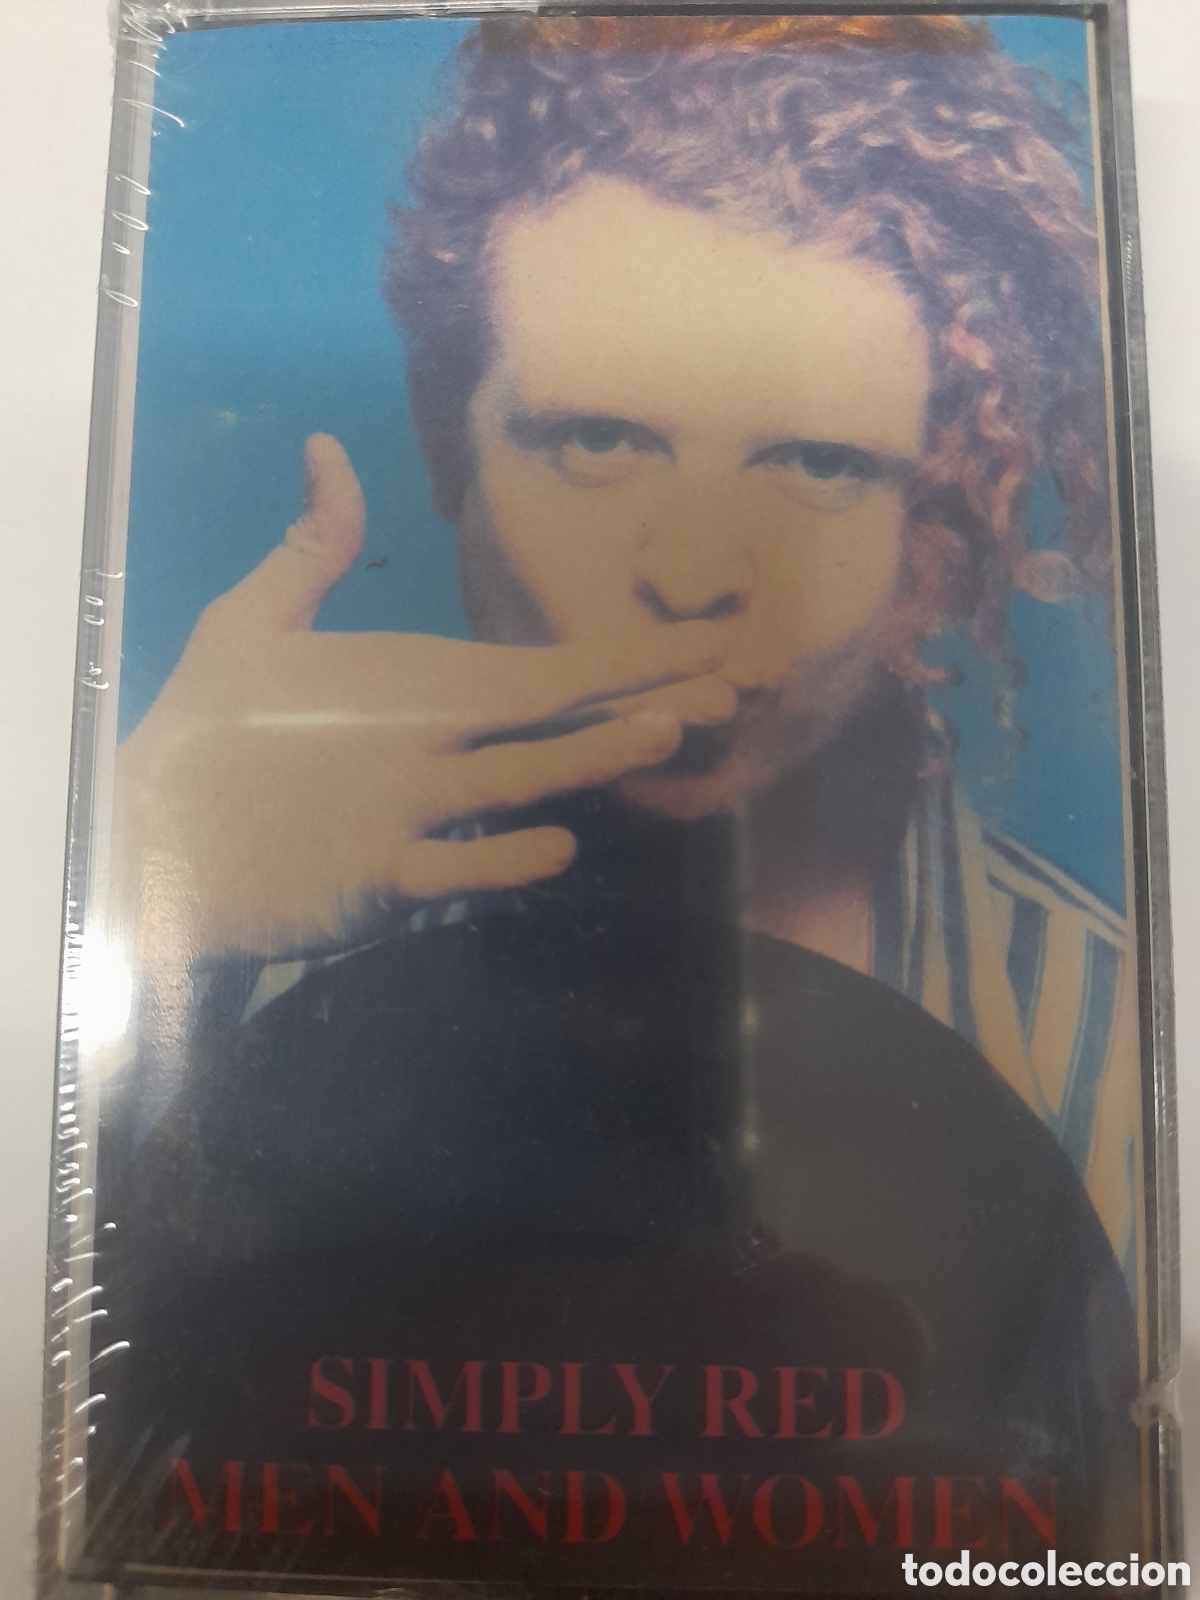 SIMPLY RED
MEN AND WOMEN
todocoleccion